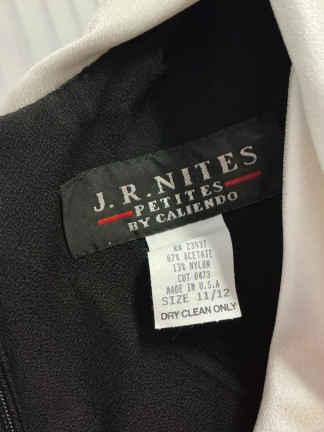 J.R.NITES
PETITES
BY CALIENDO
RN 23937
87% ACETATE
13% NYLON
CUT 0473
MADE IN U.S.A
SIZE 11/12
DRY CLEAN ONLY